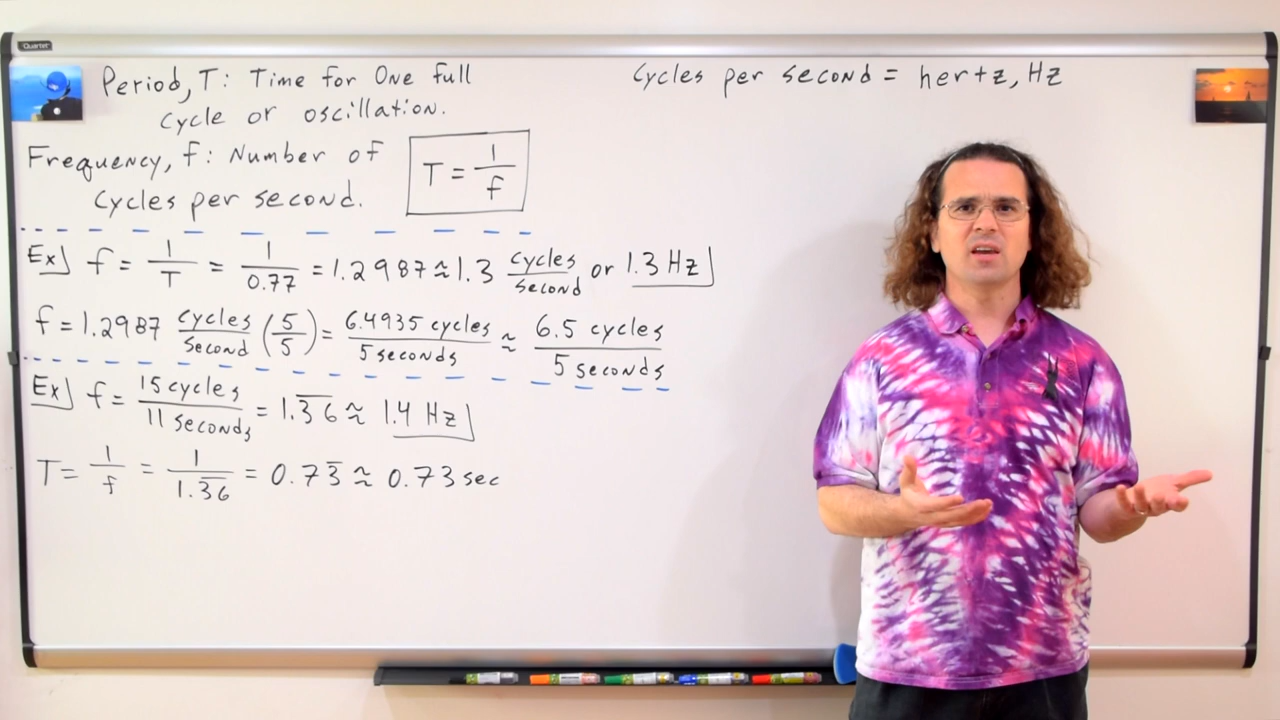 Quartet
Period, T: Time for One full
cycle or oscillation.
Frequency, f: Number of
cycles per second.
T = 1/f
Cycles per second = hertz, Hz
Ex) f = 1/T = 1/0.77 = 1.2987 ≈ 1.3 cycles/second or 1.3 Hz
f = 1.2987 cycles/second (5/5) = 6.4935 cycles/5 seconds ≈ 6.5 cycles/5 seconds
Ex) f = 15 cycles/11 seconds = 1.3̅6̅ ≈ 1.4 Hz
T = 1/f = 1/1.3̅6̅ = 0.73̅ ≈ 0.73 sec